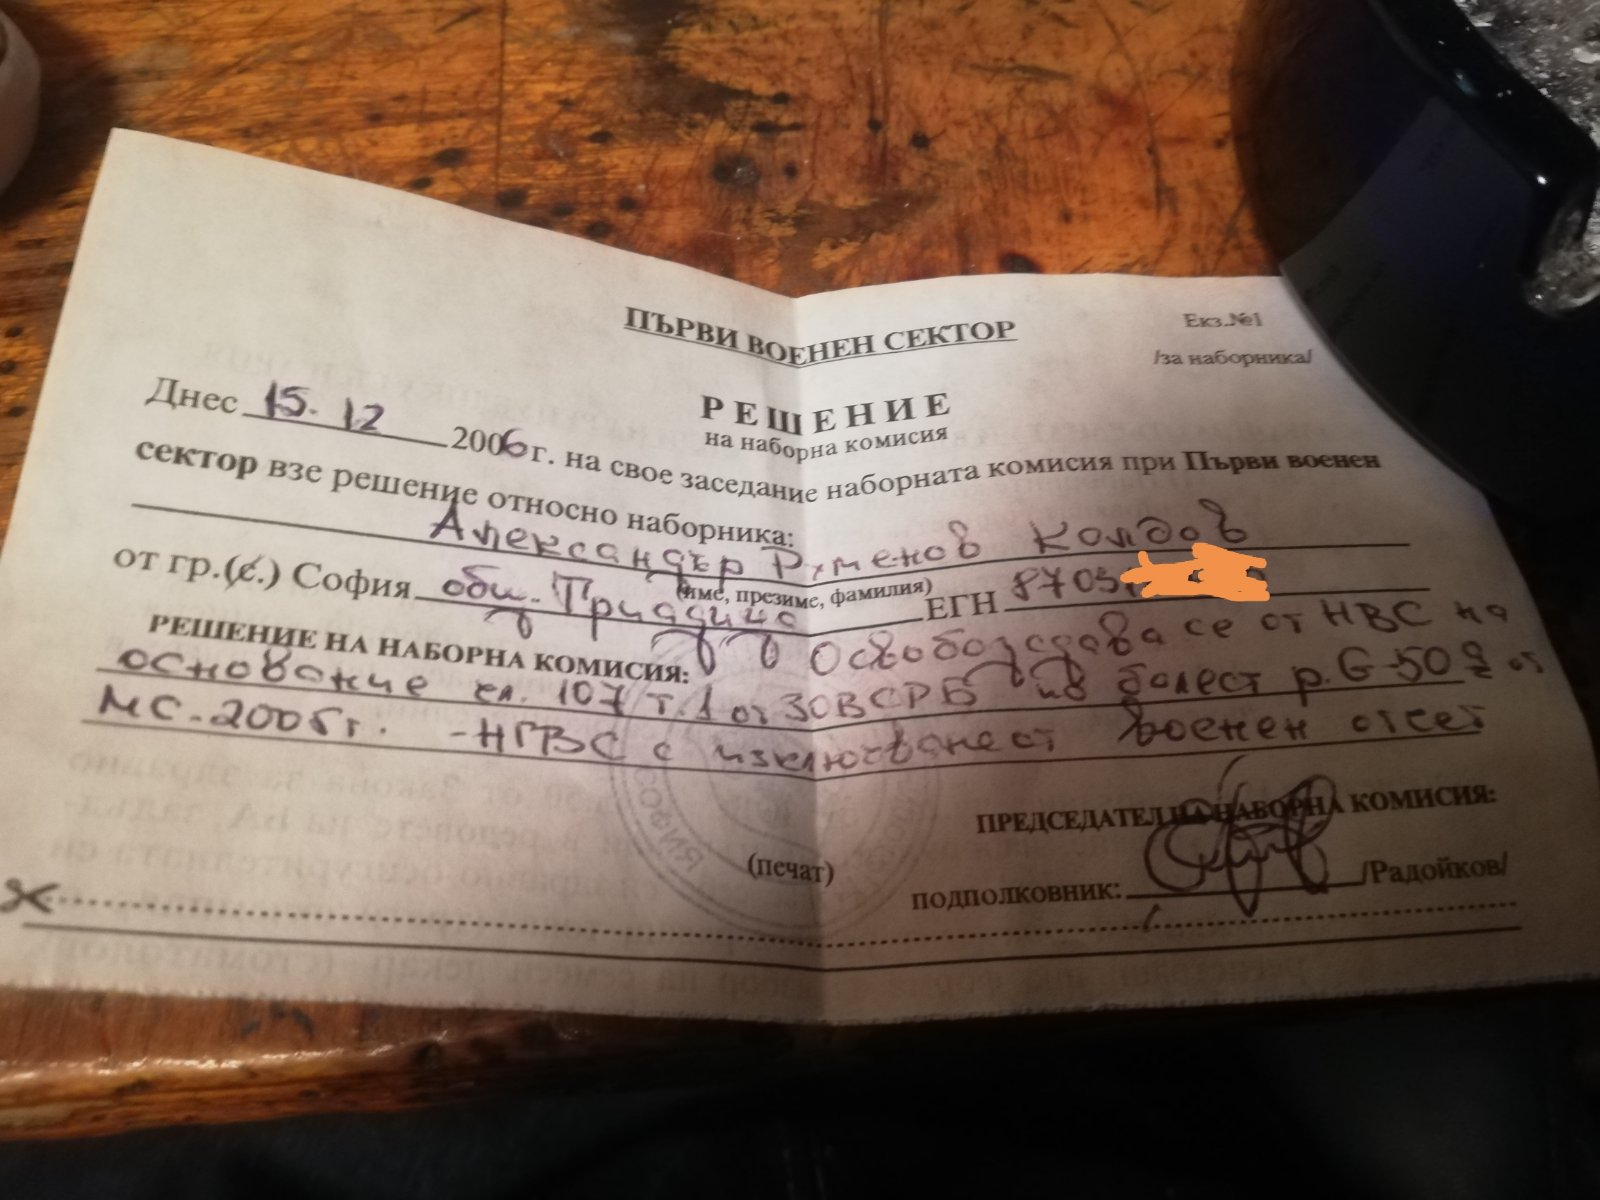 ПЪРВИ ВОЕНЕН СЕКТОР
Екз.№1
/за наборника/
РЕШЕНИЕ
на наборна комисия
Днес 15. 12 2006 г. на свое заседание наборната комисия при Първи военен
сектор взе решение относно наборника:
Александър Руменов Колдов
(име, презиме, фамилия)
от гр.(с.) София общ. Триадица ЕГН 8703
РЕШЕНИЕ НА НАБОРНА КОМИСИЯ: Освобождава се от НВС на
основание чл. 107 т.1 от ЗОВСРБ болест р. G-50 от
МС-2005г. -НГВС с изключване от военен отчет
СОФИЯ
(печат)
ПРЕДСЕДАТЕЛ НА НАБОРНА КОМИСИЯ:
ПОДПОЛКОВНИК: /Радойков/